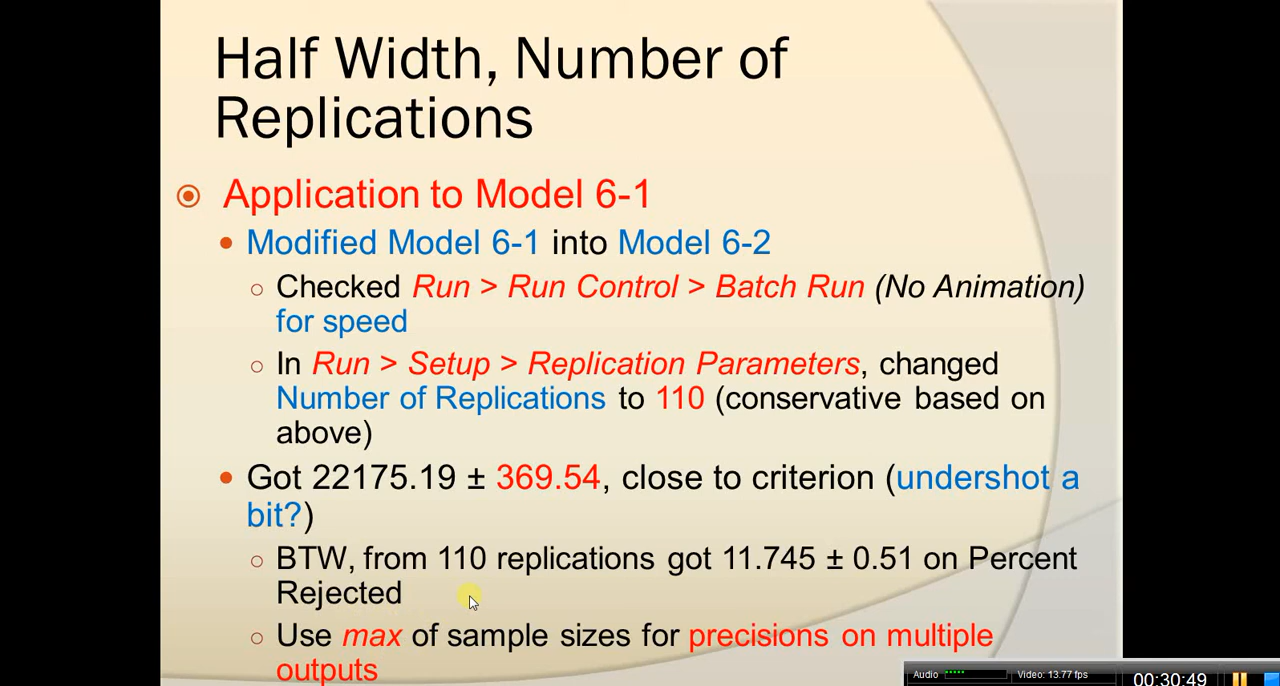 Half Width, Number of
Replications
Application to Model 6-1
Modified Model 6-1 into Model 6-2
Checked Run > Run Control > Batch Run (No Animation)
for speed
In Run > Setup > Replication Parameters, changed
Number of Replications to 110 (conservative based on
above)
Got 22175.19 ± 369.54, close to criterion (undershot a
bit?)
BTW, from 110 replications got 11.745 ± 0.51 on Percent
Rejected
Use max of sample sizes for precisions on multiple
outputs
Audio Video: 13.77 fps 00:30:49